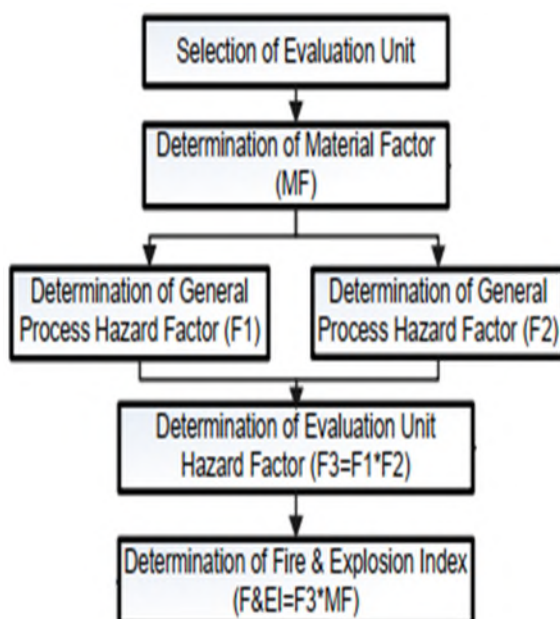 Selection of Evaluation Unit
Determination of Material Factor
(MF)
Determination of General
Process Hazard Factor (F1)
Determination of General
Process Hazard Factor (F2)
Determination of Evaluation Unit
Hazard Factor (F3=F1*F2)
Determination of Fire & Explosion Index
(F&EI=F3*MF)